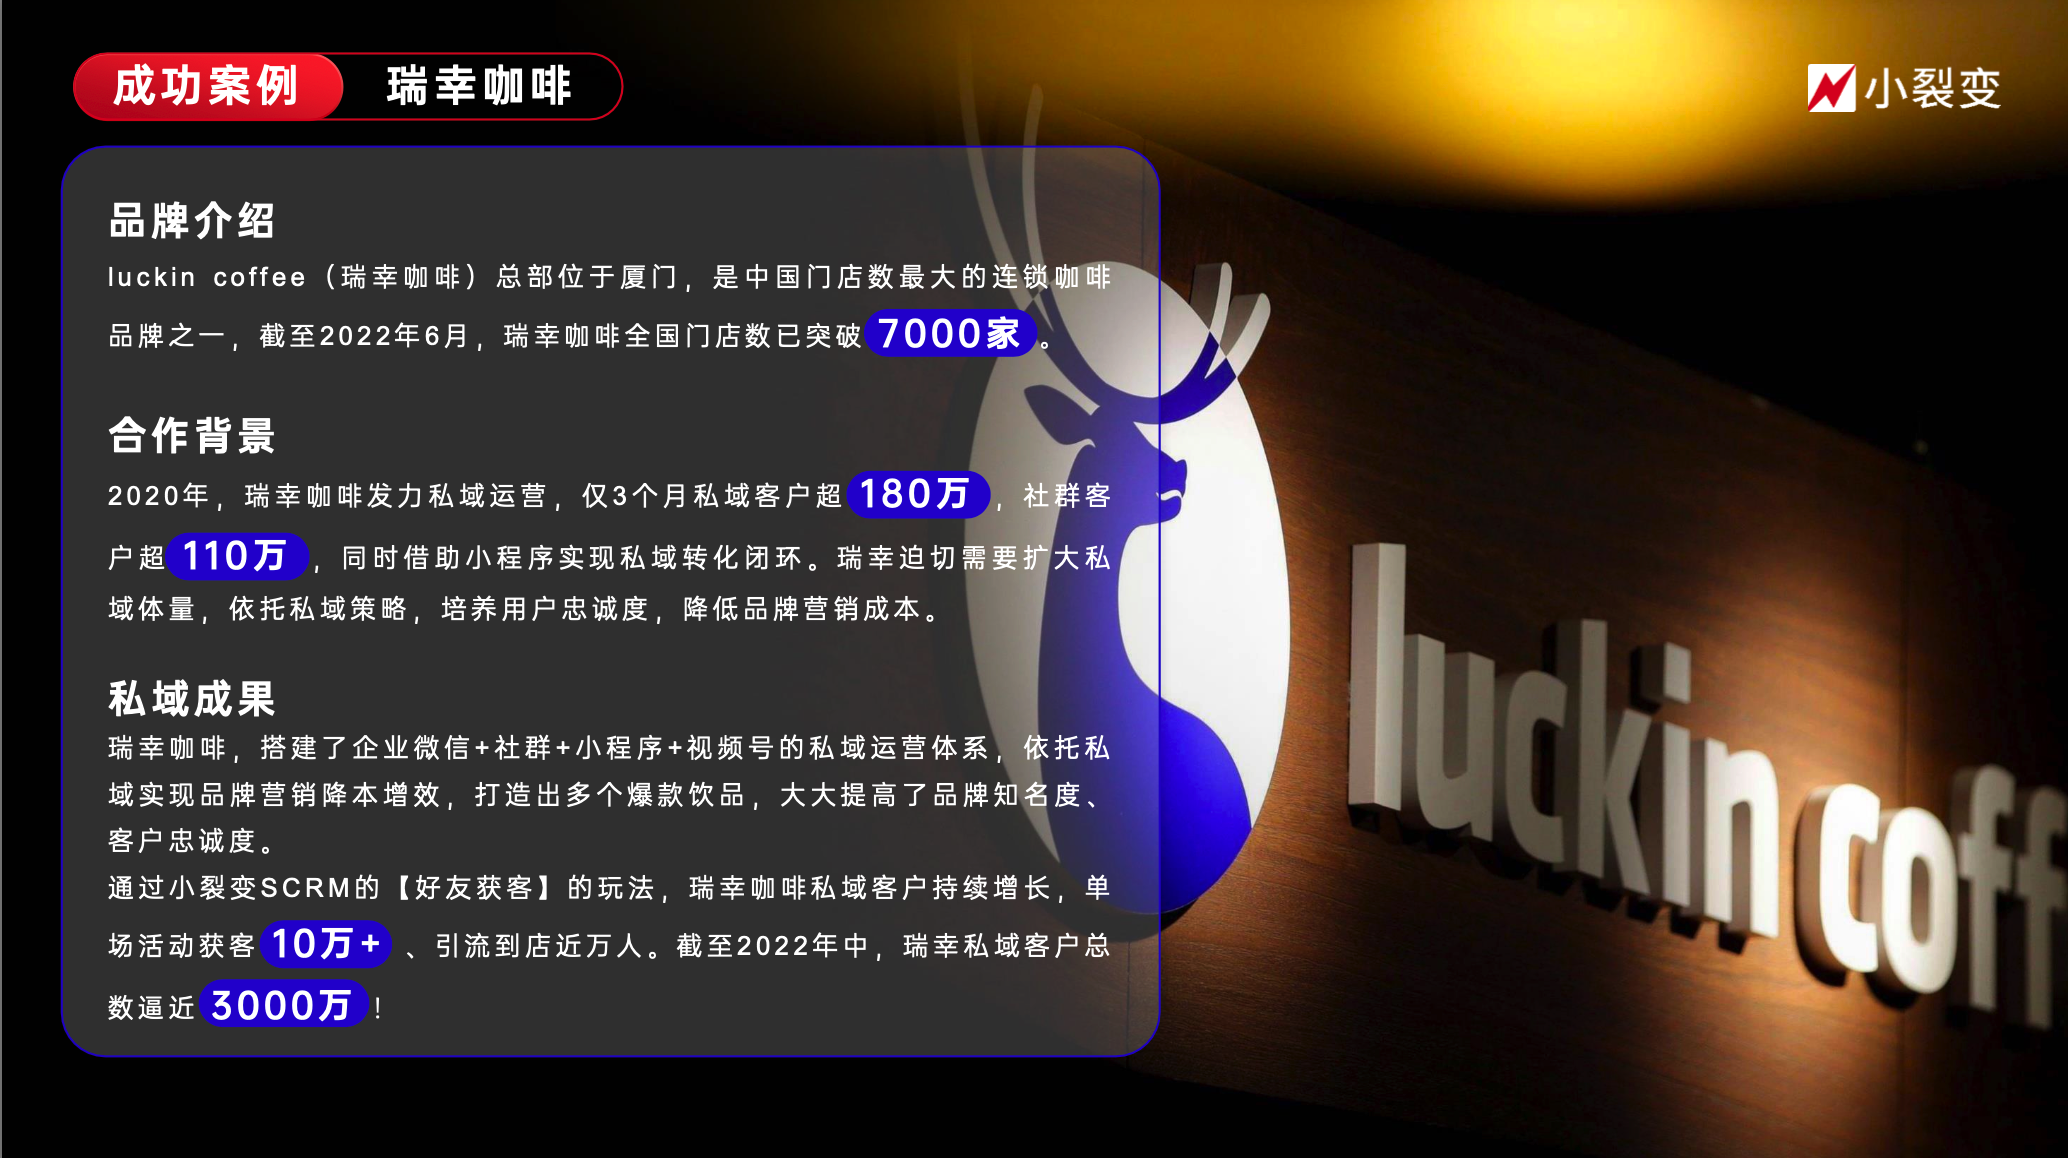 成功案例 瑞幸咖啡
小裂变
品牌介绍
luckin coffee（瑞幸咖啡）总部位于厦门，是中国门店数最大的连锁咖啡
品牌之一，截至2022年6月，瑞幸咖啡全国门店数已突破7000家。
合作背景
2020年，瑞幸咖啡发力私域运营，仅3个月私域客户超180万，社群客
户超110万，同时借助小程序实现私域转化闭环。瑞幸迫切需要扩大私
域体量，依托私域策略，培养用户忠诚度，降低品牌营销成本。
私域成果
瑞幸咖啡，搭建了企业微信+社群+小程序+视频号的私域运营体系，依托私
域实现品牌营销降本增效，打造出多个爆款饮品，大大提高了品牌知名度、
客户忠诚度。
通过小裂变SCRM的【好友获客】的玩法，瑞幸咖啡私域客户持续增长，单
场活动获客10万+、引流到店近万人。截至2022年中，瑞幸私域客户总
数逼近3000万！
luckin coff